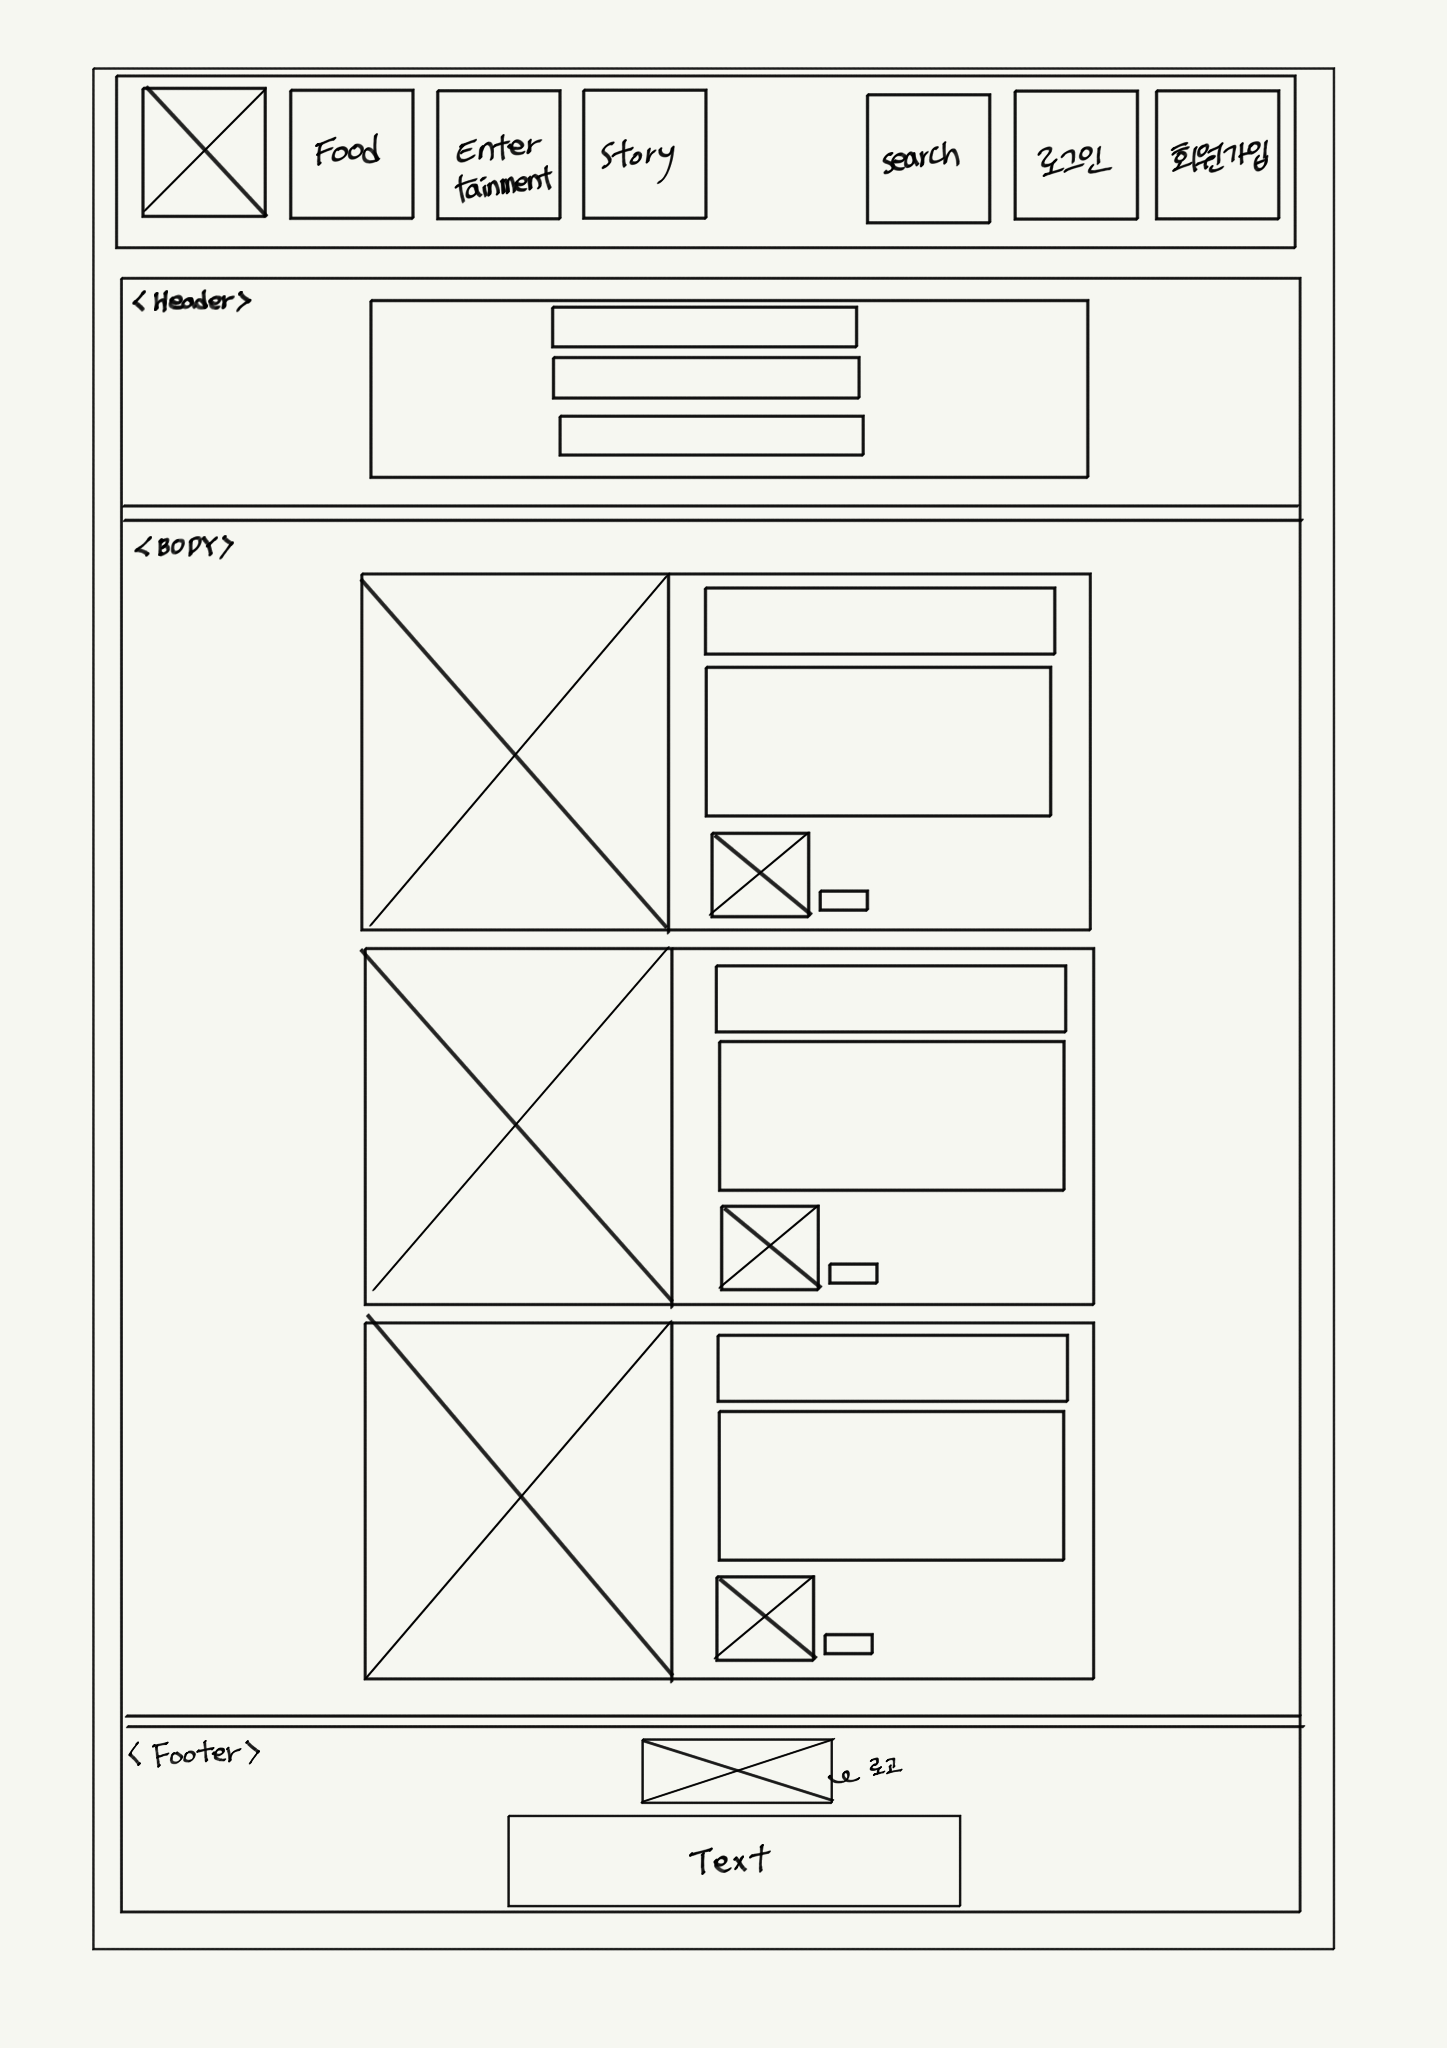 Food
Enter
tainment
Story
search
로그인
회원가입
<Header>
<BODY>
<Footer>
로고
Text